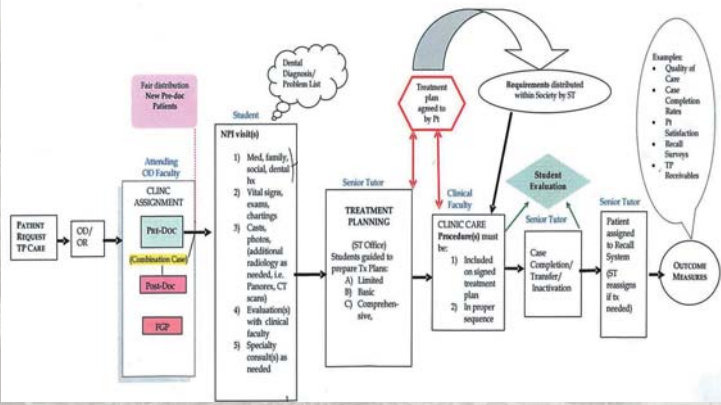 Fair distribution
New Pre-doc
Patients
Dental
Diagnosis/
Problem List
Treatment
plan
agreed to
by Pt
Requirements distributed
within Society by ST
Examples:
• Quality of
Care
• Case
Completion
Rates
• Pt
Satisfaction
• Recall
Surveys
• TP
Receivables
PATIENT
REQUEST
TP CARE
OD/
OR
Attending
OD Faculty
CLINC
ASSIGNMENT
PRE-DOC
(Combination Case)
Post-Doc
FGP
Student
NPI visit(s)
1) Med, family,
social, dental
hx
2) Vital signs,
exams,
chartings
3) Casts,
photos,
(additional
radiology as
needed, i.e.
Panorex, CT
scans)
4) Evaluation(s)
with clinical
faculty
5) Specialty
consult(s) as
needed
Senior Tutor
TREATMENT
PLANNING
(ST Office)
Students guided to
prepare Tx Plans:
A) Limited
B) Basic
C) Comprehen-
sive,
Clinical
Faculty
CLINIC CARE
Procedure(s) must
be:
1) Included
on signed
treatment
plan
2) In proper
sequence
Student
Evaluation
Senior Tutor
Case
Completion/
Transfer/
Inactivation
Senior Tutor
Patient
assigned to
Recall
System
(ST
reassigns
if tx
needed)
OUTCOME
MEASURES